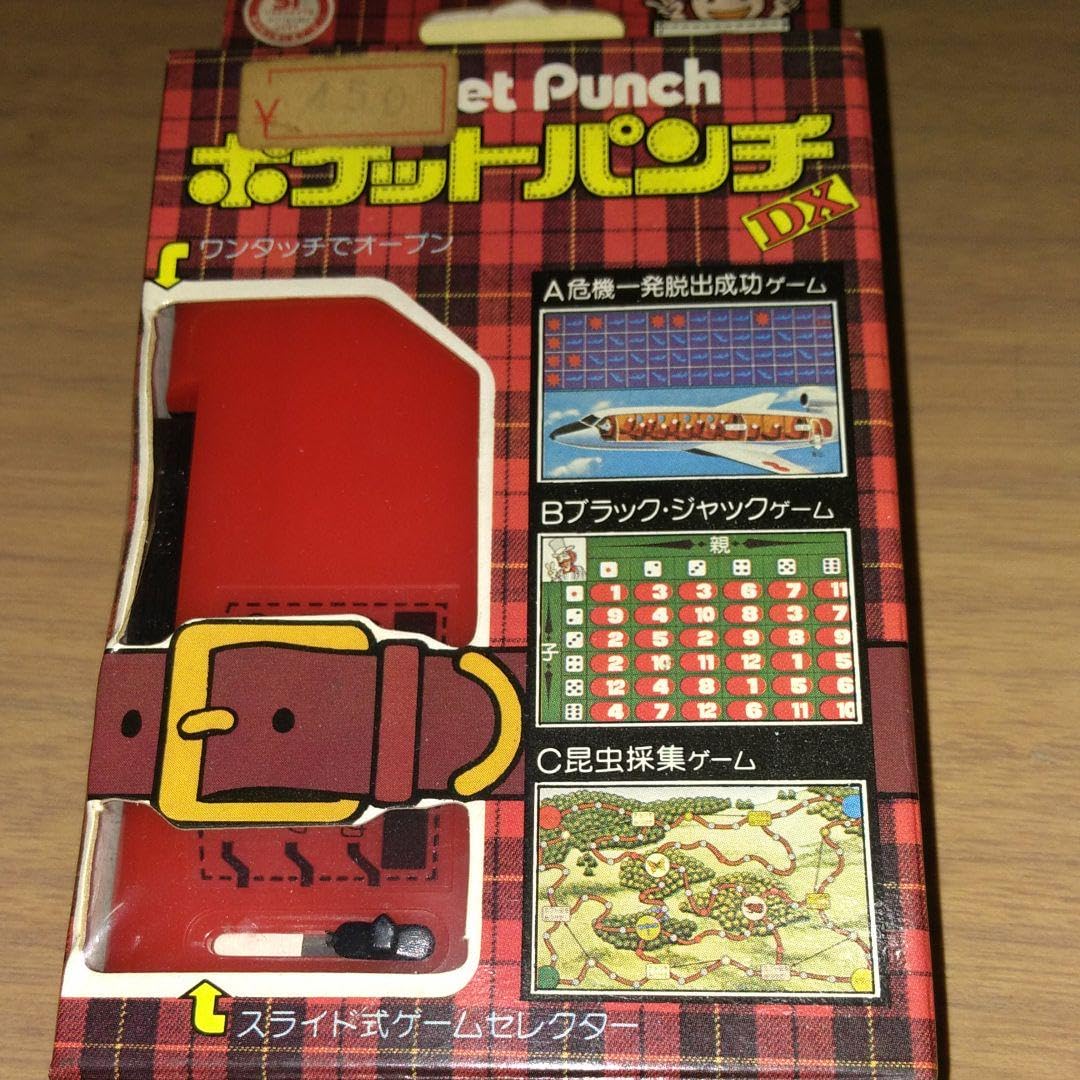 ¥450
et Punch
ポケットパンチ
DX
ワンタッチでオープン
A危機一発脱出成功ゲーム
Bブラック・ジャックゲーム
親
子
1 3 3 6 7 11
9 4 10 8 3 7
2 5 2 9 8 9
2 10 11 12 1 5
12 4 8 1 5 6
4 7 12 6 11 10
C昆虫採集ゲーム
スライド式ゲームセレクター